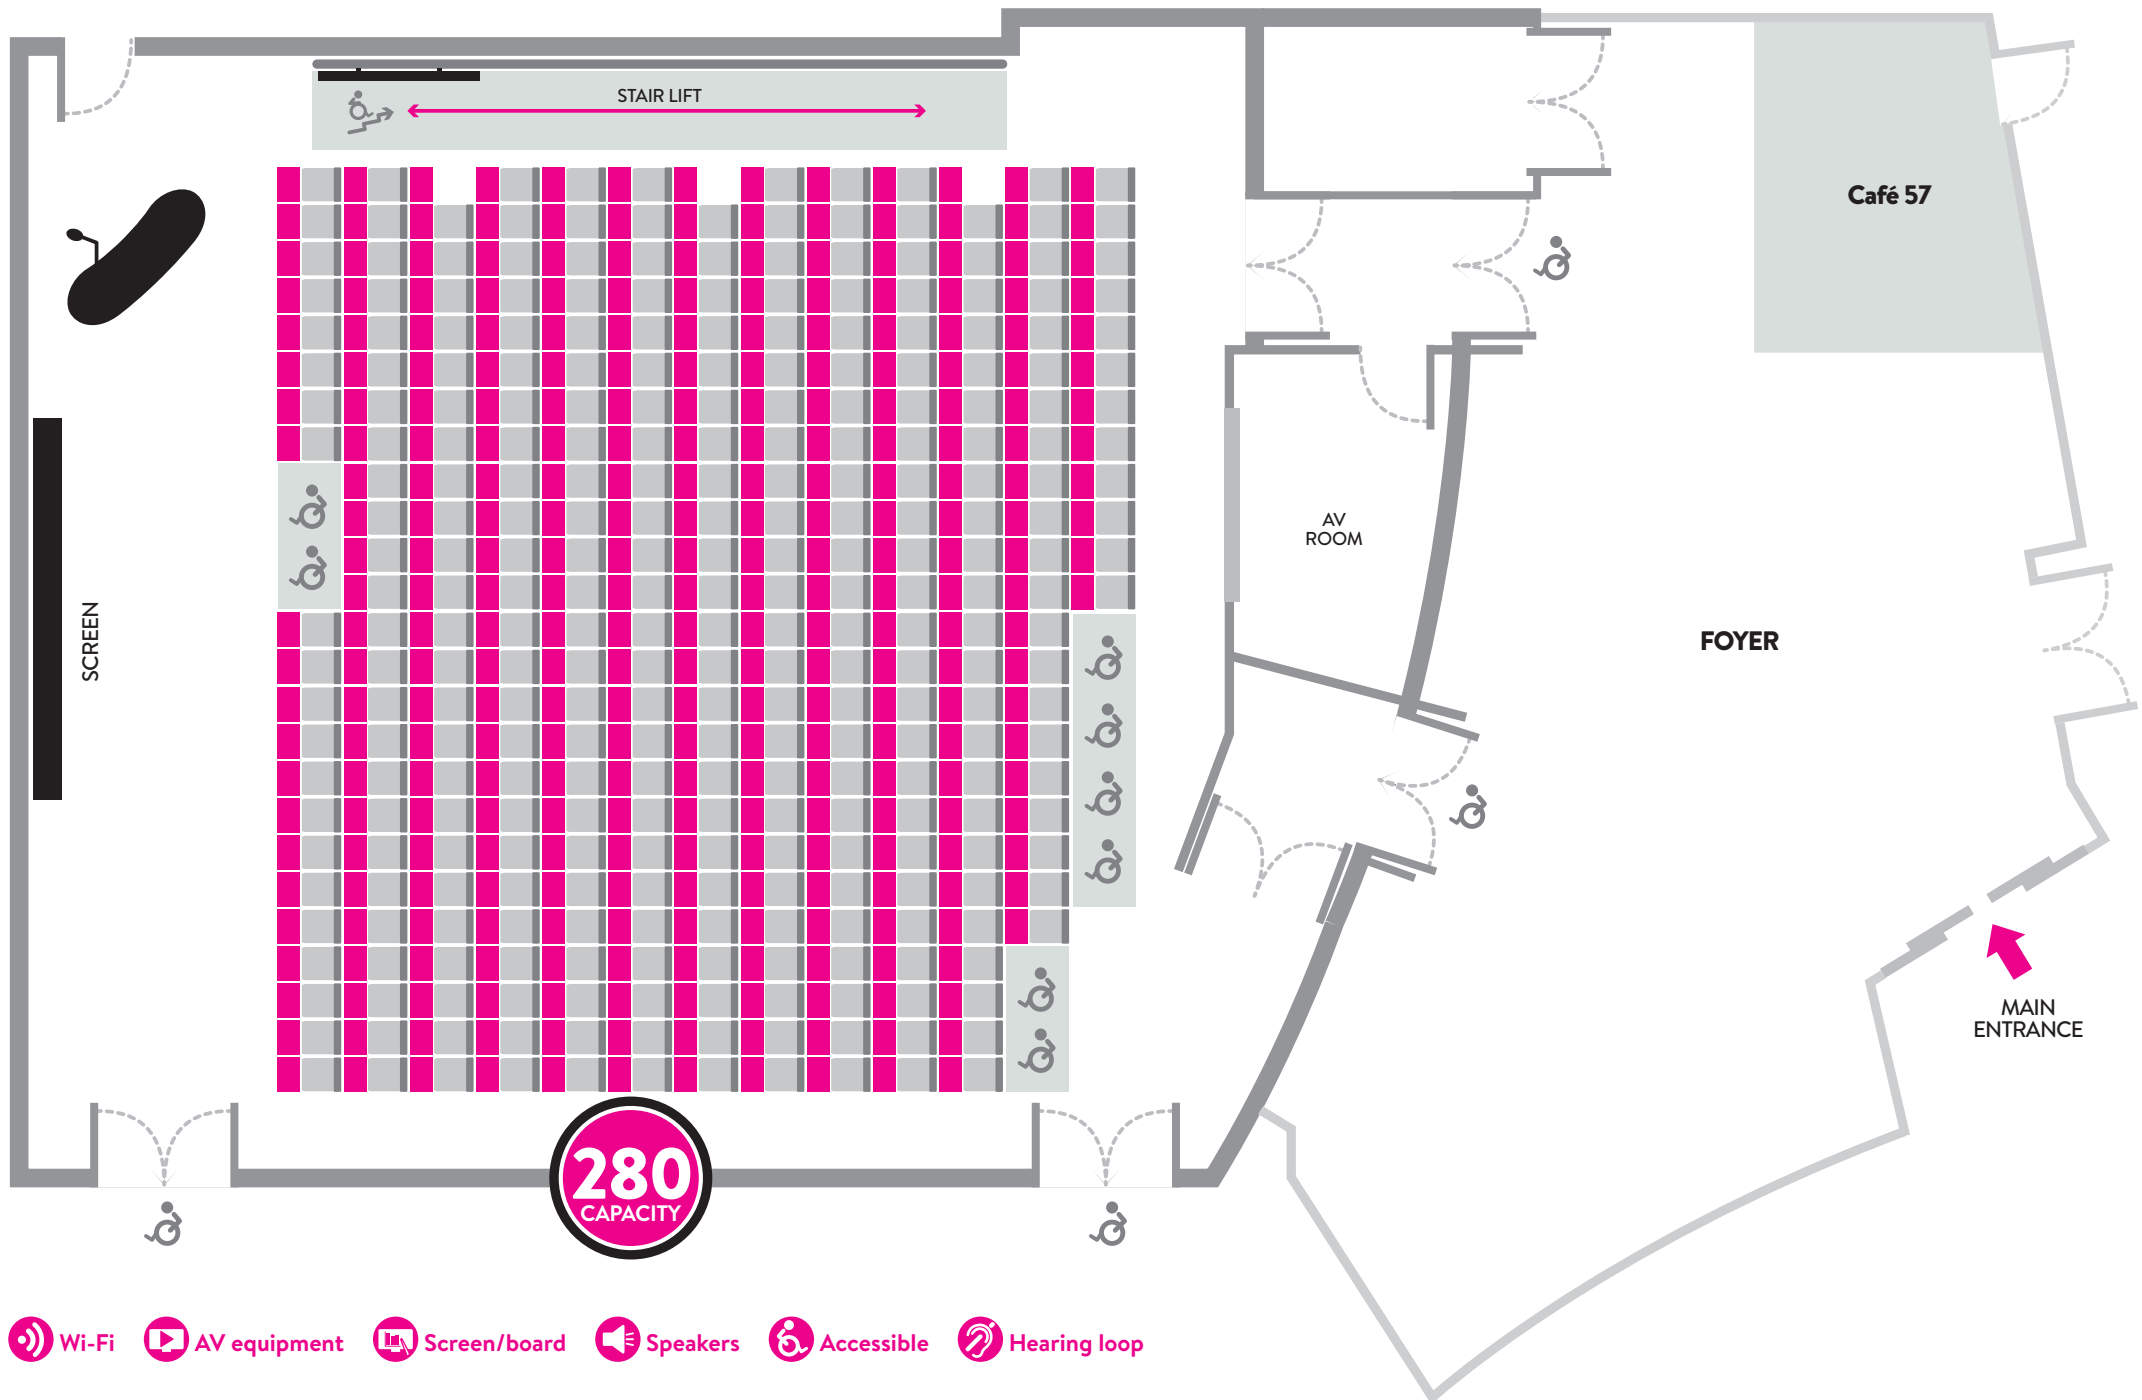 STAIR LIFT
Café 57
AV
ROOM
SCREEN
FOYER
MAIN
ENTRANCE
280
CAPACITY
Wi-Fi
AV equipment
Screen/board
Speakers
Accessible
Hearing loop